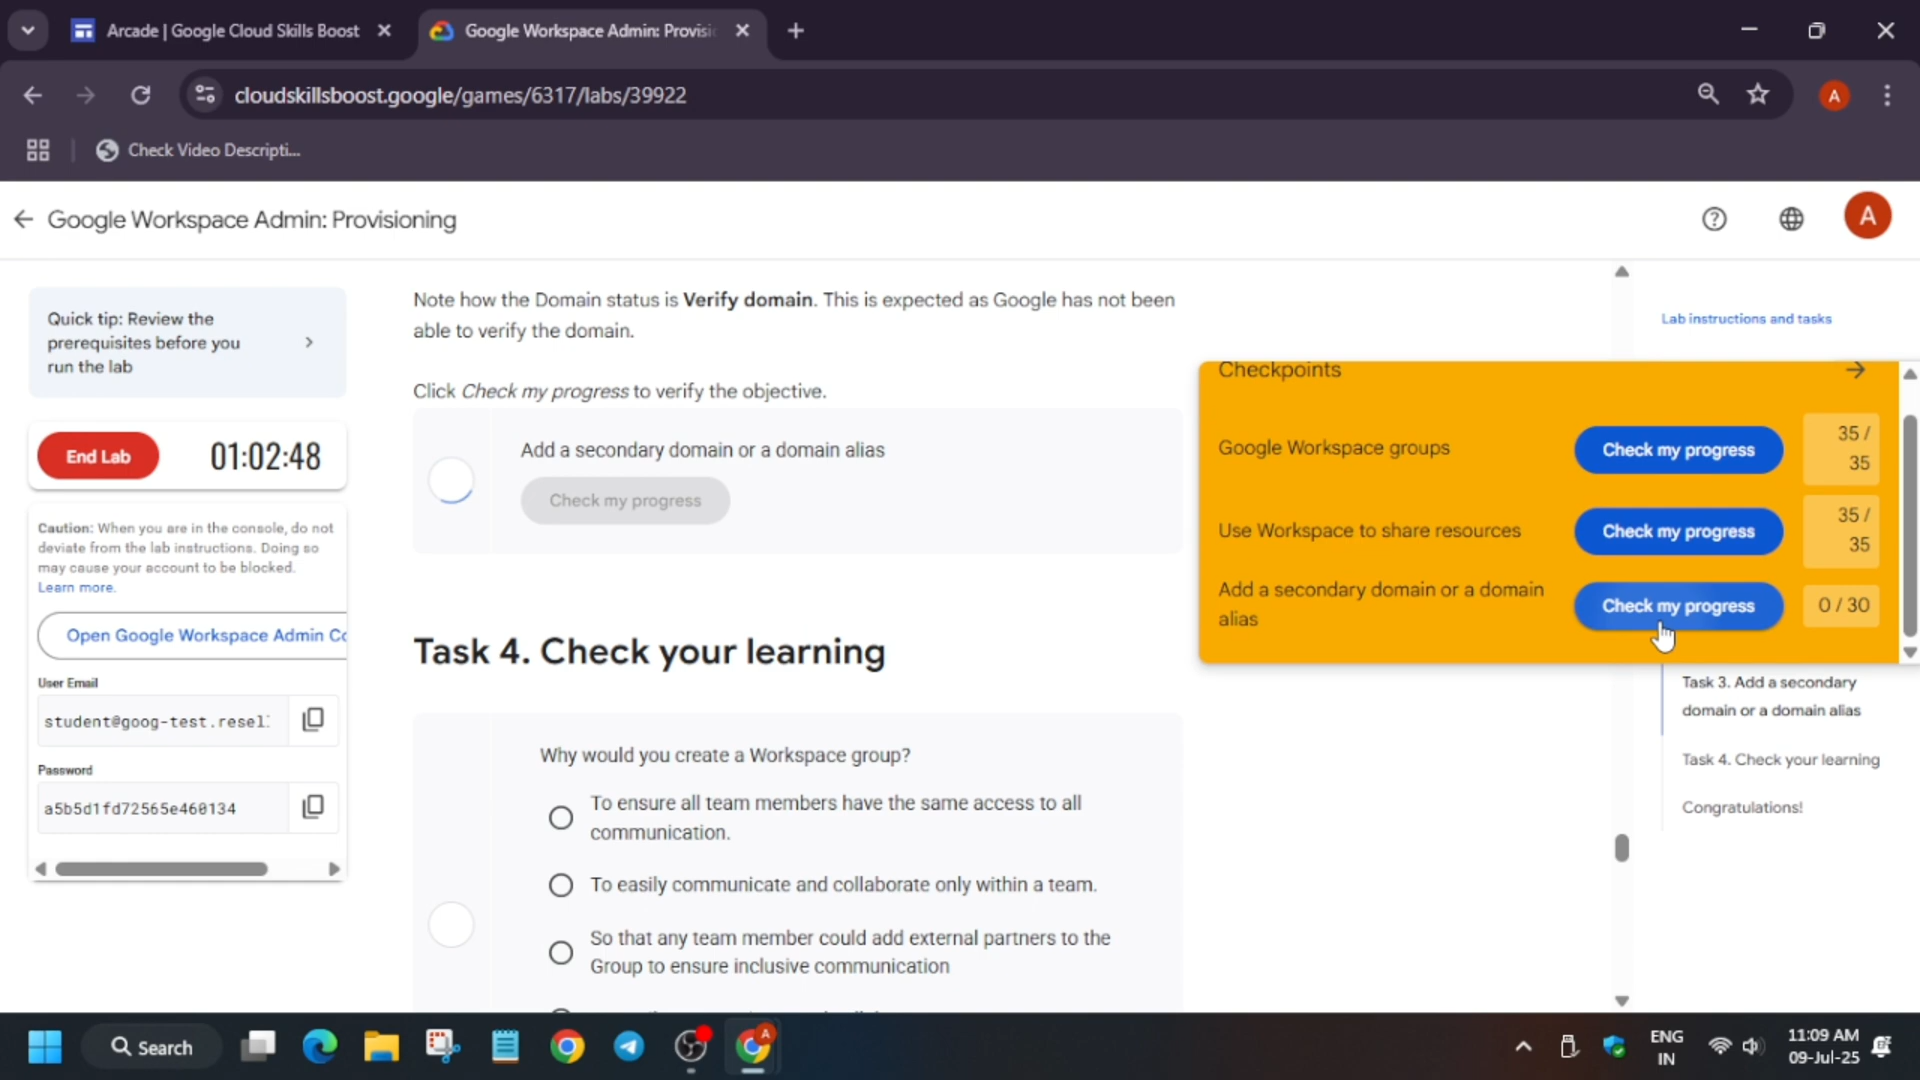 Arcade | Google Cloud Skills Boost
Google Workspace Admin: Provisi
cloudskillsboost.google/games/6317/labs/39922
A
Check Video Descripti...
Google Workspace Admin: Provisioning
A
Quick tip: Review the
prerequisites before you
run the lab
End Lab
01:02:48
Caution: When you are in the console, do not
deviate from the lab instructions. Doing so
may cause your account to be blocked.
Learn more.
Open Google Workspace Admin Co
User Email
student@goog-test.resel
Password
a5b5d1fd72565e460134
Note how the Domain status is Verify domain. This is expected as Google has not been
able to verify the domain.
Click Check my progress to verify the objective.
Add a secondary domain or a domain alias
Check my progress
Task 4. Check your learning
Why would you create a Workspace group?
To ensure all team members have the same access to all
communication.
To easily communicate and collaborate only within a team.
So that any team member could add external partners to the
Group to ensure inclusive communication
Lab instructions and tasks
Checkpoints
Google Workspace groups
Check my progress
35 /
35
Use Workspace to share resources
Check my progress
35 /
35
Add a secondary domain or a domain
alias
Check my progress
0 / 30
Task 3. Add a secondary
domain or a domain alias
Task 4. Check your learning
Congratulations!
Search
A
ENG
IN
11:09 AM
09-Jul-25